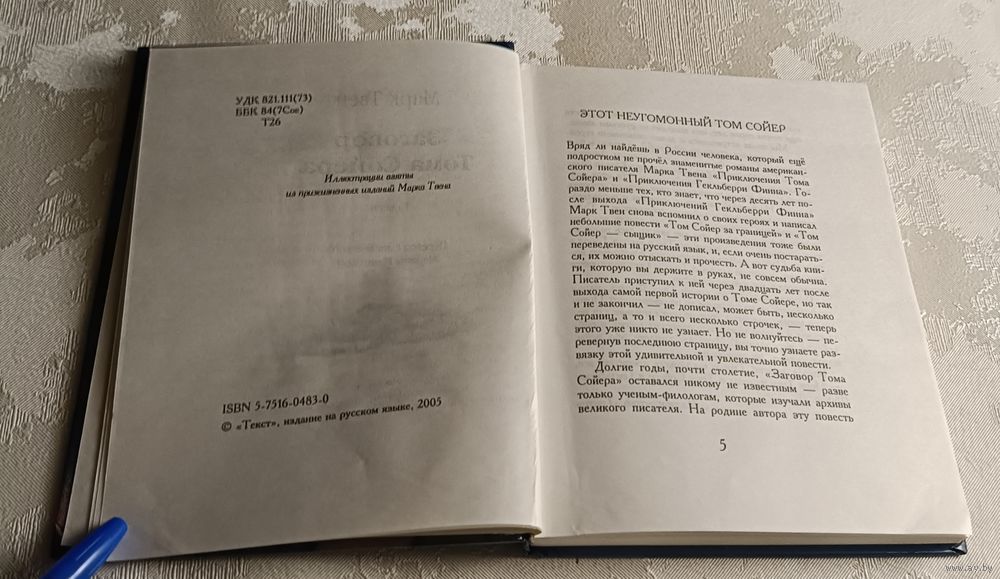 УДК 821.111(73)
ББК 84(7Сое)
Т26
Иллюстрации взяты
из прижизненных изданий Марка Твена
ISBN 5-7516-0483-0
© «Текст», издание на русском языке, 2005
ЭТОТ НЕУГОМОННЫЙ ТОМ СОЙЕР
Вряд ли найдёшь в России человека, который ещё
подростком не прочёл знаменитые романы американ-
ского писателя Марка Твена «Приключения Тома
Сойера» и «Приключения Гекльберри Финна». Го-
раздо меньше тех, кто знает, что через десять лет по-
сле выхода «Приключений Гекльберри Финна»
Марк Твен снова вспомнил о своих героях и написал
небольшие повести «Том Сойер за границей» и «Том
Сойер — сыщик» — эти произведения тоже были
переведены на русский язык, и, если очень постарать-
ся, их можно отыскать и прочесть. А вот судьба кни-
ги, которую вы держите в руках, не совсем обычна.
Писатель приступил к ней через двадцать лет после
выхода самой первой истории о Томе Сойере, но так
и не закончил — не дописал, может быть, несколько
страниц, а то и всего несколько строчек, — теперь
этого уже никто не узнает. Но не волнуйтесь — пе-
ревернув последнюю страницу, вы точно узнаете раз-
вязку этой удивительной и увлекательной повести.
Долгие годы, почти столетие, «Заговор Тома
Сойера» оставался никому не известным — разве
только ученым-филологам, которые изучали архивы
великого писателя. На родине автора эту повесть
5
www.av.by